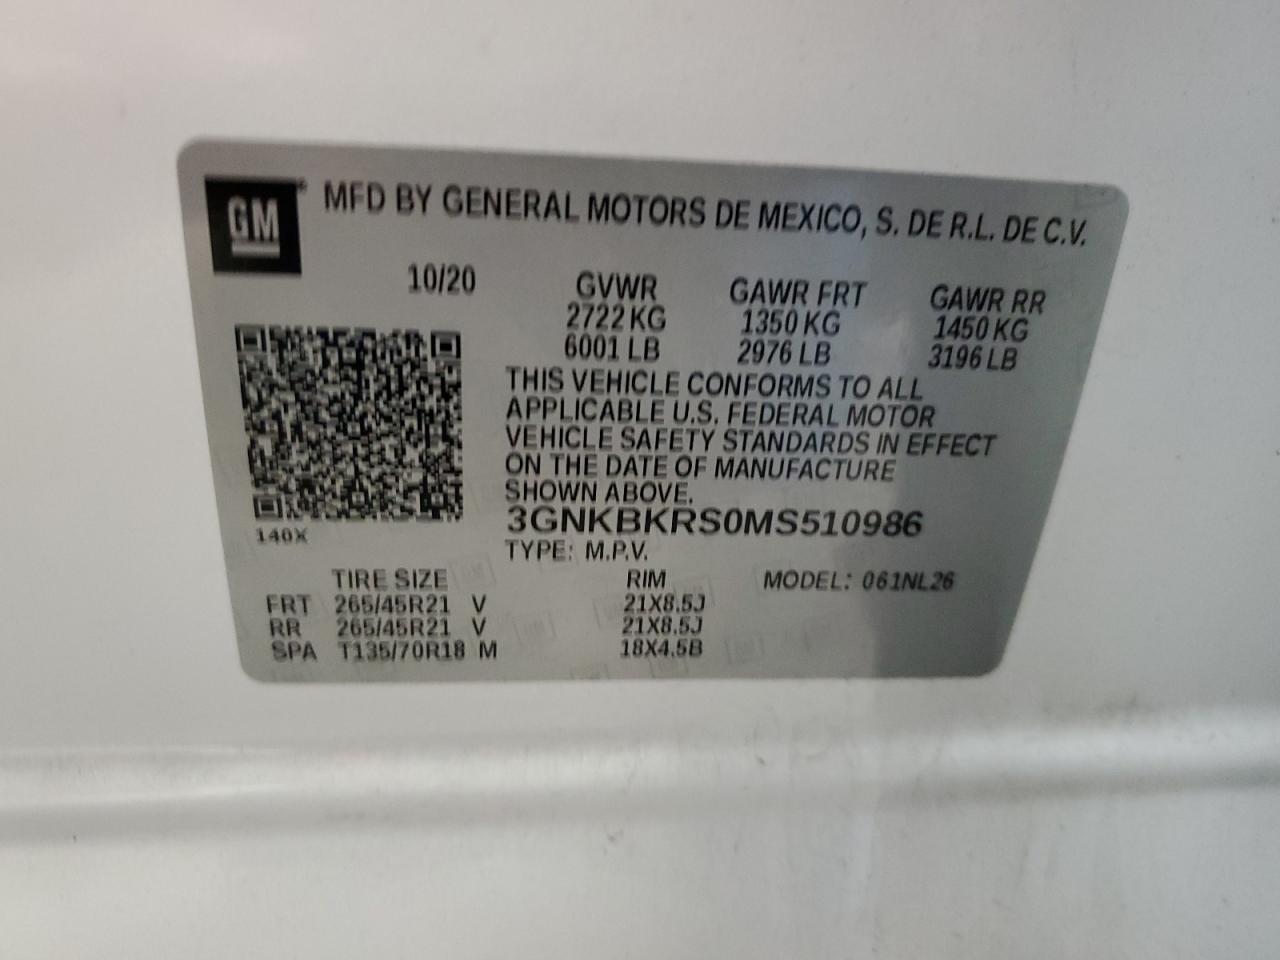 GM MFD BY GENERAL MOTORS DE MEXICO, S. DE R.L. DE C.V.
10/20 GVWR GAWR FRT GAWR RR
2722 KG 1350 KG 1450 KG
6001 LB 2976 LB 3196 LB
THIS VEHICLE CONFORMS TO ALL
APPLICABLE U.S. FEDERAL MOTOR
VEHICLE SAFETY STANDARDS IN EFFECT
ON THE DATE OF MANUFACTURE
SHOWN ABOVE.
3GNKBKRS0MS510986
140X
TYPE: M.P.V.
TIRE SIZE RIM MODEL: 061NL26
FRT 265/45R21 V 21X8.5J
RR 265/45R21 V 21X8.5J
SPA T135/70R18 M 18X4.5B